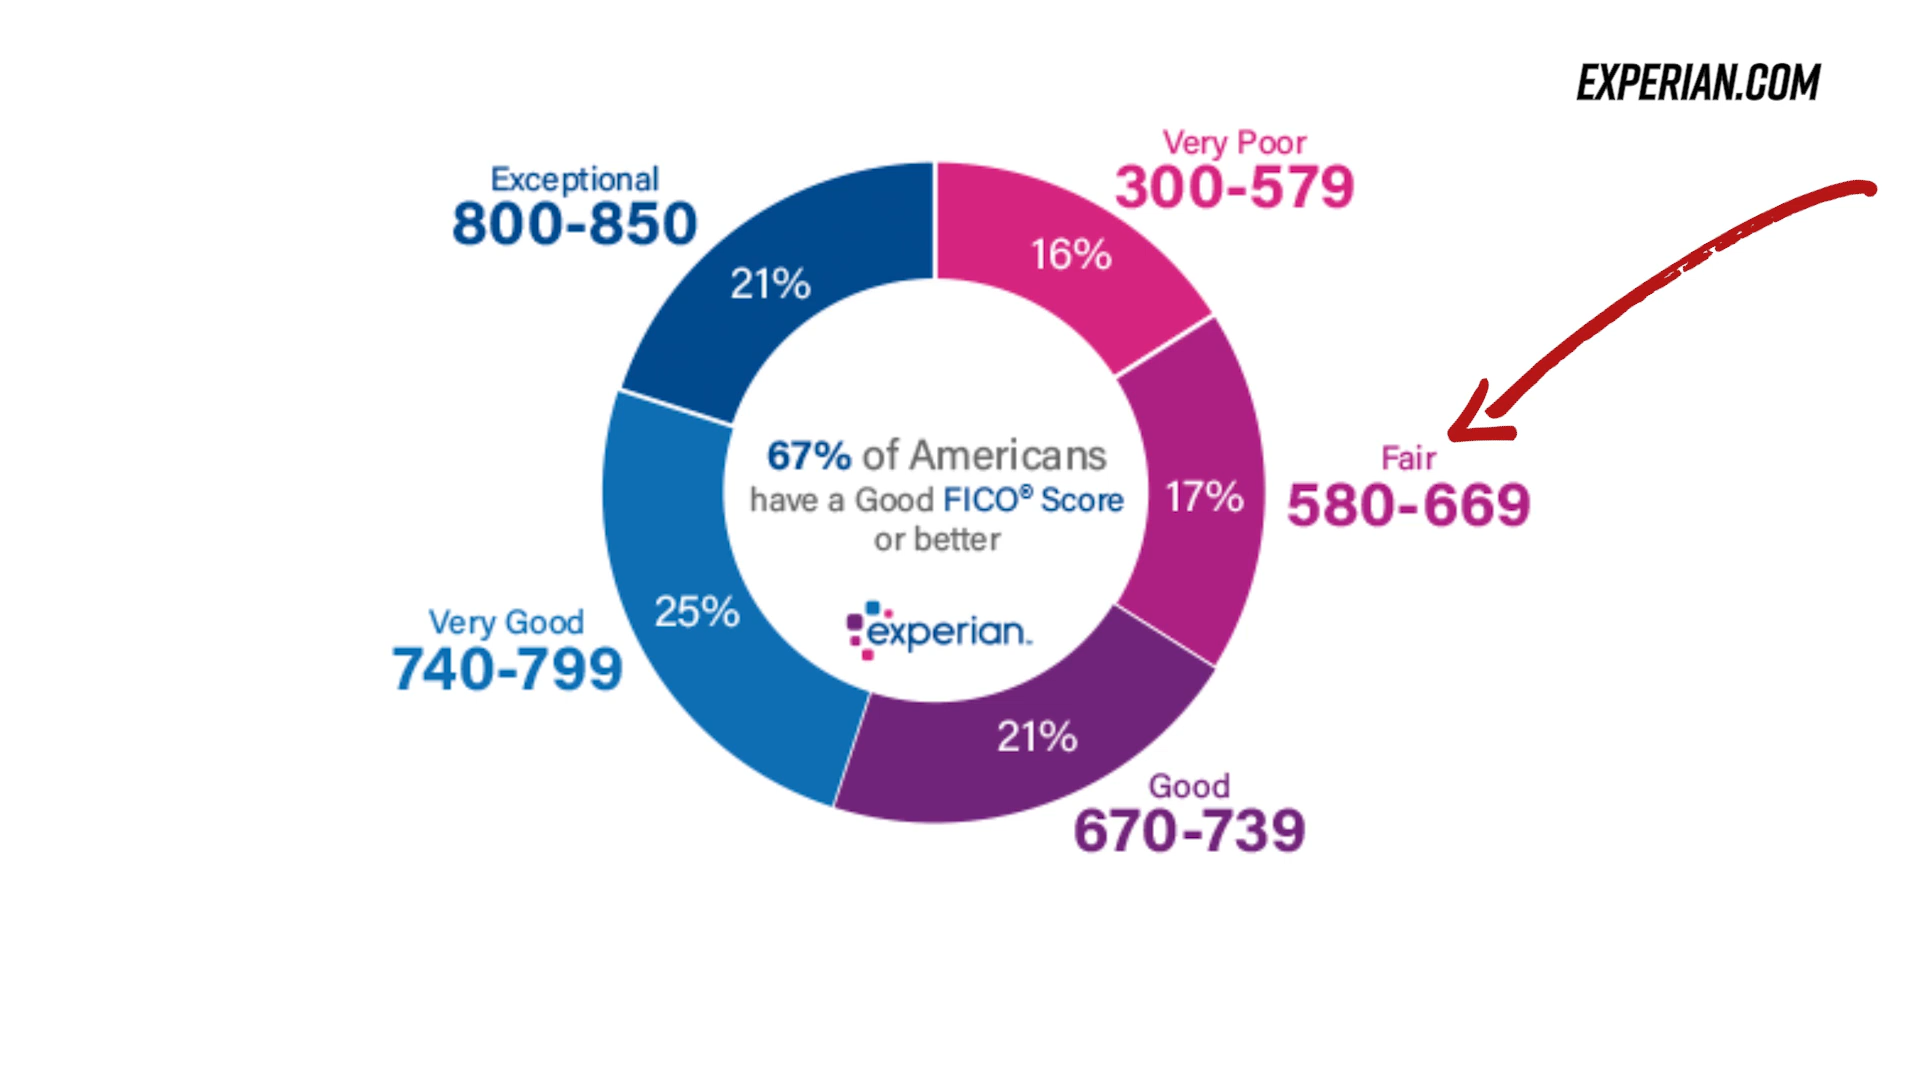 EXPERIAN.COM
Very Poor
300-579
16%
Exceptional
800-850
21%
Fair
580-669
17%
67% of Americans
have a Good FICO® Score
or better
experian™
Very Good
740-799
25%
21%
Good
670-739